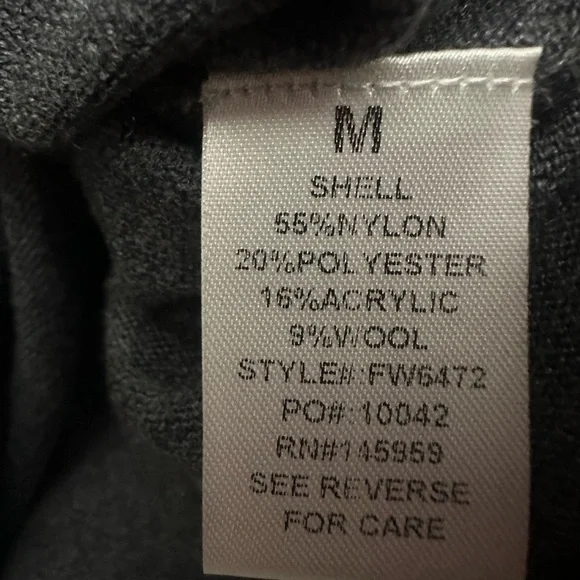 M
SHELL
55%NYLON
20%POLYESTER
16%ACRYLIC
9%WOOL
STYLE#:FW6472
PO#:10042
RN#145959
SEE REVERSE
FOR CARE